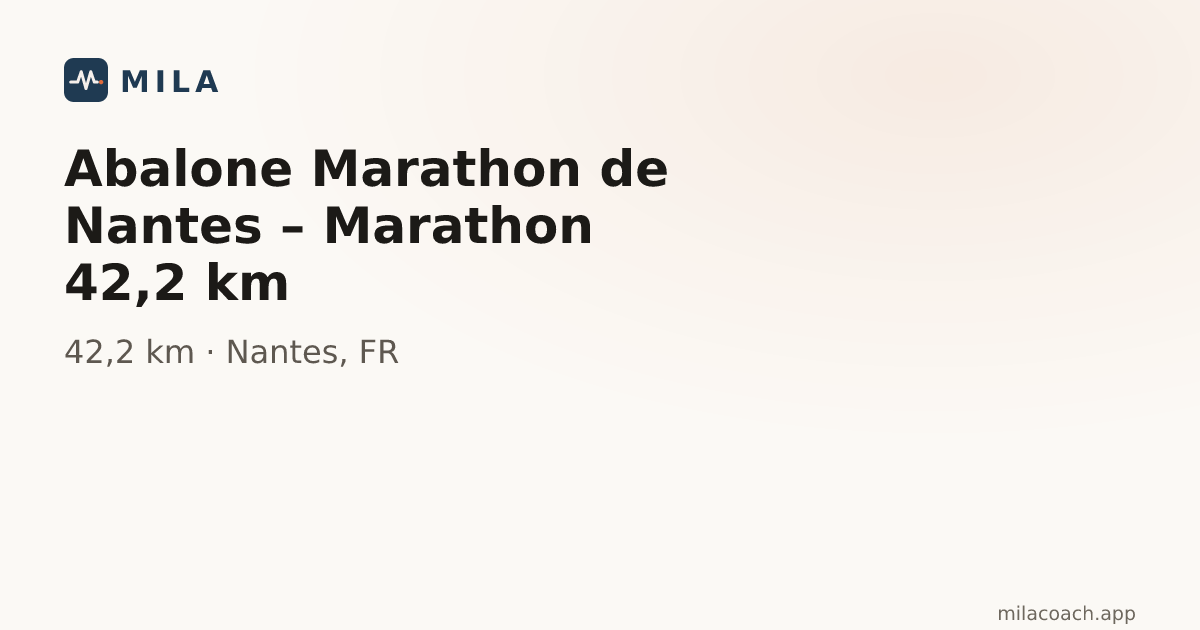 MILA
Abalone Marathon de
Nantes – Marathon
42,2 km
42,2 km · Nantes, FR
milacoach.app